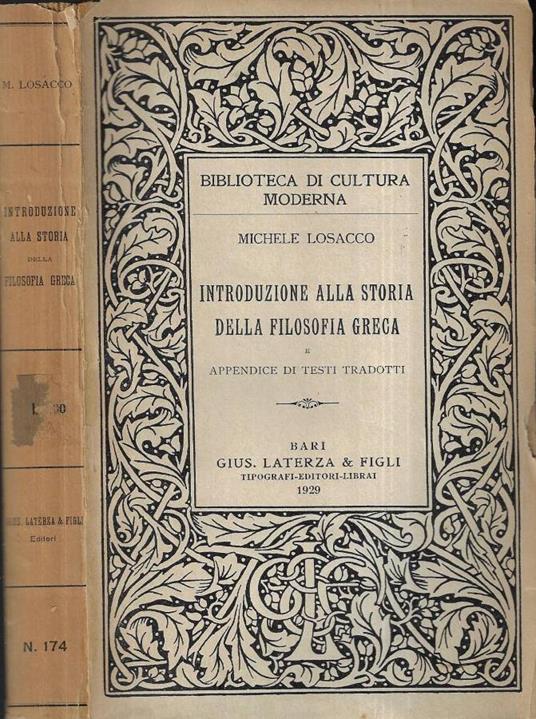 M. LOSACCO
INTRODUZIONE
ALLA STORIA
DELLA
FILOSOFIA GRECA
GIUS. LATERZA & FIGLI
Editori
N. 174
BIBLIOTECA DI CULTURA
MODERNA
MICHELE LOSACCO
INTRODUZIONE ALLA STORIA
DELLA FILOSOFIA GRECA
E
APPENDICE DI TESTI TRADOTTI
BARI
GIUS. LATERZA & FIGLI
TIPOGRAFI-EDITORI-LIBRAI
1929